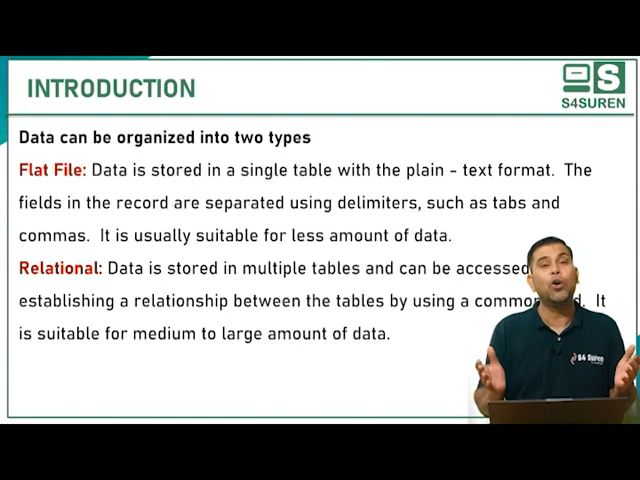 INTRODUCTION
S4SUREN
Data can be organized into two types
Flat File: Data is stored in a single table with the plain - text format. The
fields in the record are separated using delimiters, such as tabs and
commas. It is usually suitable for less amount of data.
Relational: Data is stored in multiple tables and can be accessed
establishing a relationship between the tables by using a common It
is suitable for medium to large amount of data.
S4 Suren